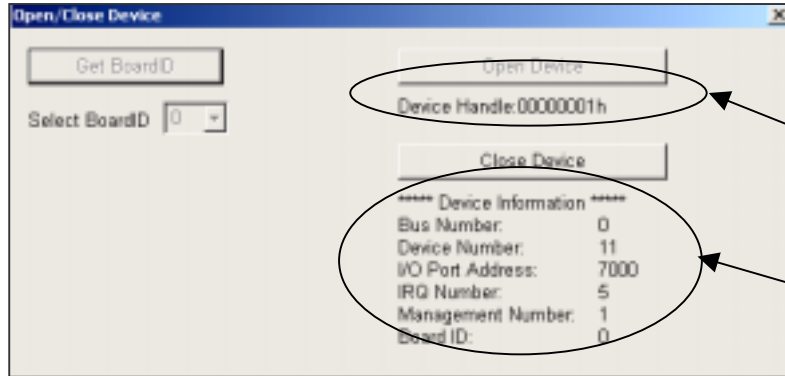 Open/Close Device
Get BoardID
Select BoardID 0
Open Device
Device Handle:00000001h
Close Device
***** Device Information *****
Bus Number: 0
Device Number: 11
I/O Port Address: 7000
IRQ Number: 5
Management Number: 1
Board ID: 0